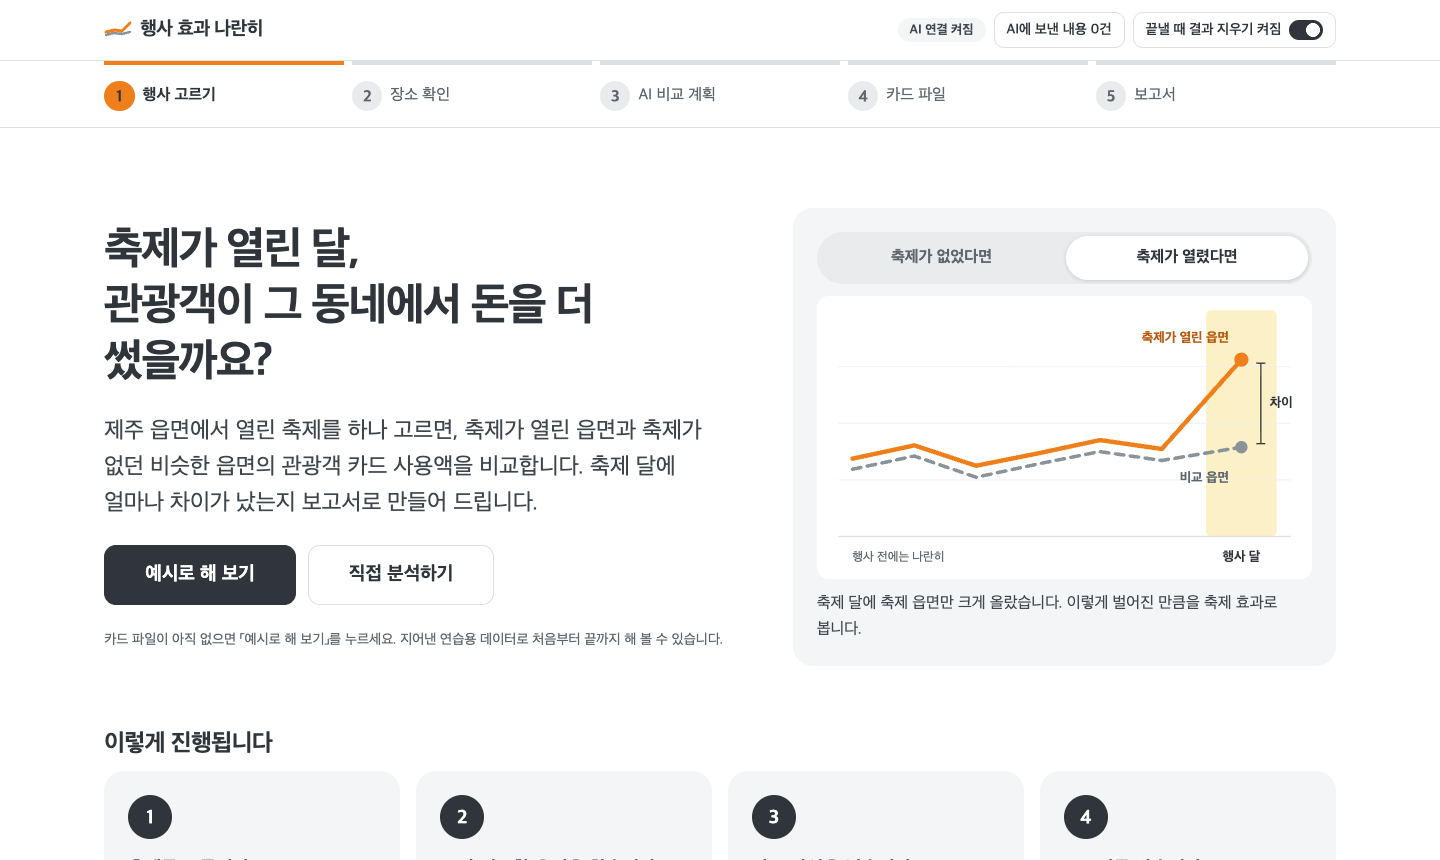 행사 효과 나란히
AI 연결 켜짐
AI에 보낸 내용 0건
끝낼 때 결과 지우기 켜짐
1 행사 고르기
2 장소 확인
3 AI 비교 계획
4 카드 파일
5 보고서
축제가 열린 달,
관광객이 그 동네에서 돈을 더
썼을까요?
제주 읍면에서 열린 축제를 하나 고르면, 축제가 열린 읍면과 축제가
없던 비슷한 읍면의 관광객 카드 사용액을 비교합니다. 축제 달에
얼마나 차이가 났는지 보고서로 만들어 드립니다.
예시로 해 보기
직접 분석하기
카드 파일이 아직 없으면 「예시로 해 보기」를 누르세요. 지어낸 연습용 데이터로 처음부터 끝까지 해 볼 수 있습니다.
축제가 없었다면
축제가 열렸다면
축제가 열린 읍면
차이
비교 읍면
행사 전에는 나란히
행사 달
축제 달에 축제 읍면만 크게 올랐습니다. 이렇게 벌어진 만큼을 축제 효과로
봅니다.
이렇게 진행됩니다
1
2
3
4